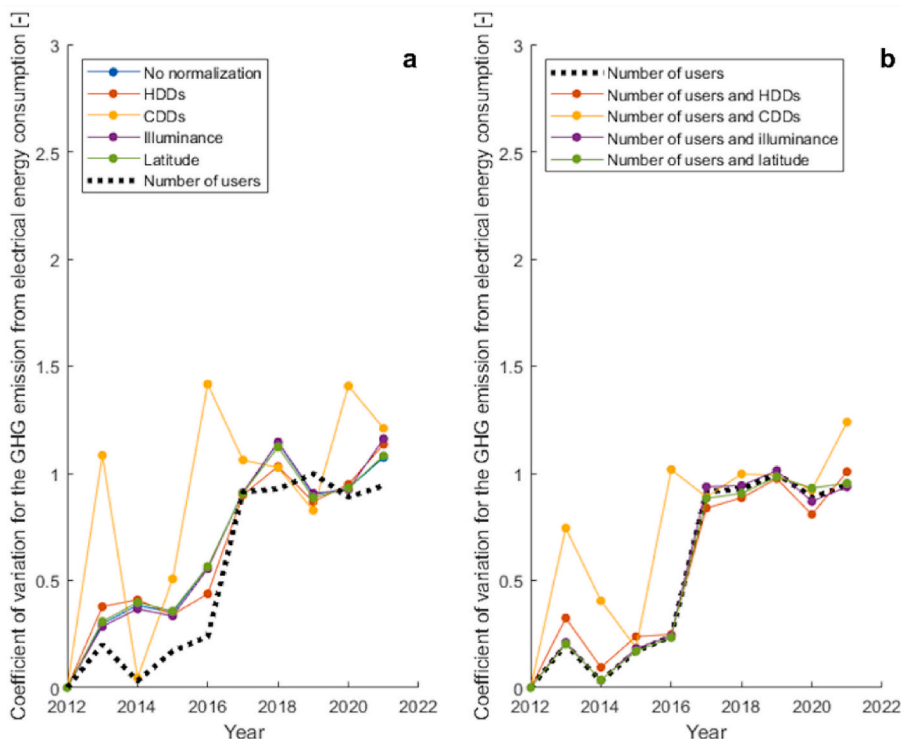 Coefficient of variation for the GHG emission from electrical energy consumption [-]
3
2.5
2
1.5
1
0.5
0
2012 2014 2016 2018 2020 2022
Year
a
No normalization
HDDs
CDDs
Illuminance
Latitude
Number of users
Coefficient of variation for the GHG emission from electrical energy consumption [-]
3
2.5
2
1.5
1
0.5
0
2012 2014 2016 2018 2020 2022
Year
b
Number of users
Number of users and HDDs
Number of users and CDDs
Number of users and illuminance
Number of users and latitude